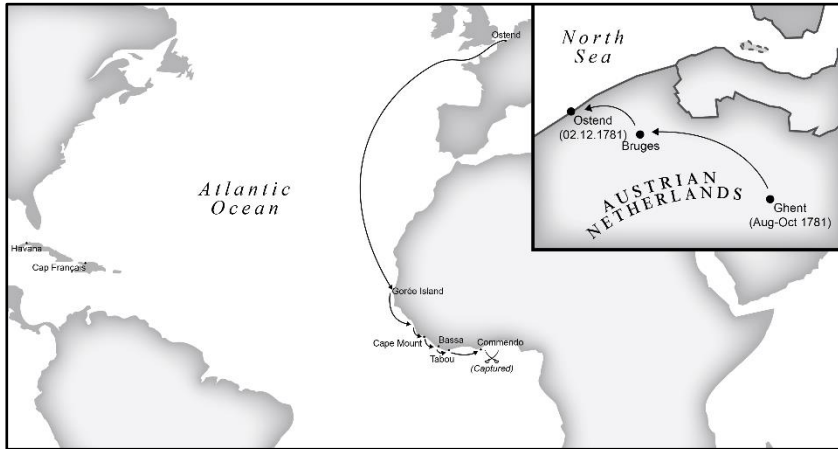 Ostend
Atlantic
Ocean
Havana
Cap Français
Gorée Island
Cape Mount
Bassa
Tabou
Commendo
(Captured)
North
Sea
Ostend
(02.12.1781)
Bruges
AUSTRIAN
NETHERLANDS
Ghent
(Aug-Oct 1781)